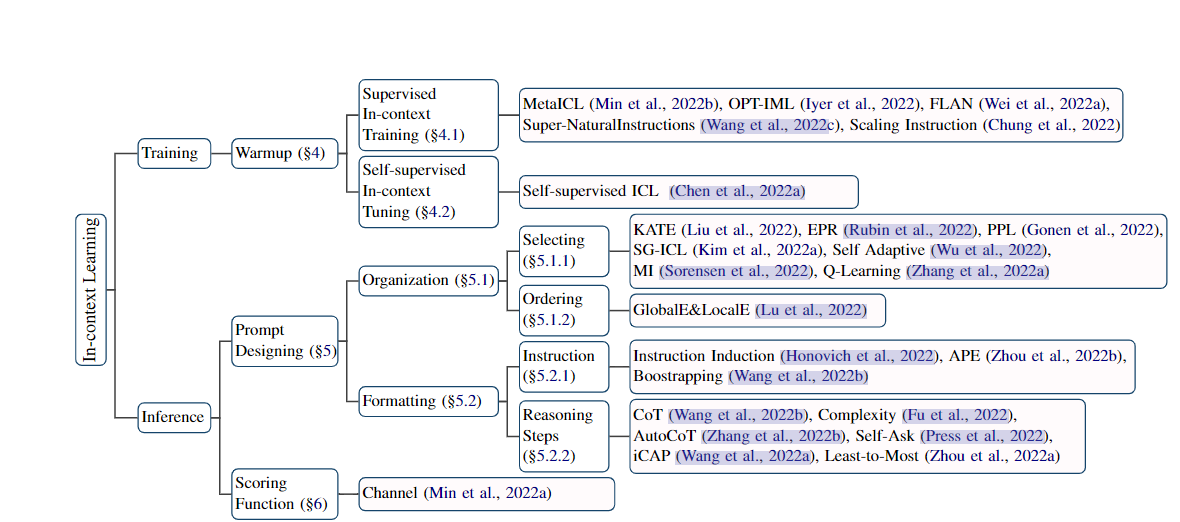 In-context Learning
Training
Warmup (§4)
Supervised
In-context
Training (§4.1)
MetaICL (Min et al., 2022b), OPT-IML (Iyer et al., 2022), FLAN (Wei et al., 2022a),
Super-NaturalInstructions (Wang et al., 2022c), Scaling Instruction (Chung et al., 2022)
Self-supervised
In-context
Tuning (§4.2)
Self-supervised ICL (Chen et al., 2022a)
Inference
Prompt
Designing (§5)
Organization (§5.1)
Selecting
(§5.1.1)
KATE (Liu et al., 2022), EPR (Rubin et al., 2022), PPL (Gonen et al., 2022),
SG-ICL (Kim et al., 2022a), Self Adaptive (Wu et al., 2022),
MI (Sorensen et al., 2022), Q-Learning (Zhang et al., 2022a)
Ordering
(§5.1.2)
GlobalE&LocalE (Lu et al., 2022)
Formatting (§5.2)
Instruction
(§5.2.1)
Instruction Induction (Honovich et al., 2022), APE (Zhou et al., 2022b),
Boostrapping (Wang et al., 2022b)
Reasoning
Steps
(§5.2.2)
CoT (Wang et al., 2022b), Complexity (Fu et al., 2022),
AutoCoT (Zhang et al., 2022b), Self-Ask (Press et al., 2022),
iCAP (Wang et al., 2022a), Least-to-Most (Zhou et al., 2022a)
Scoring
Function (§6)
Channel (Min et al., 2022a)